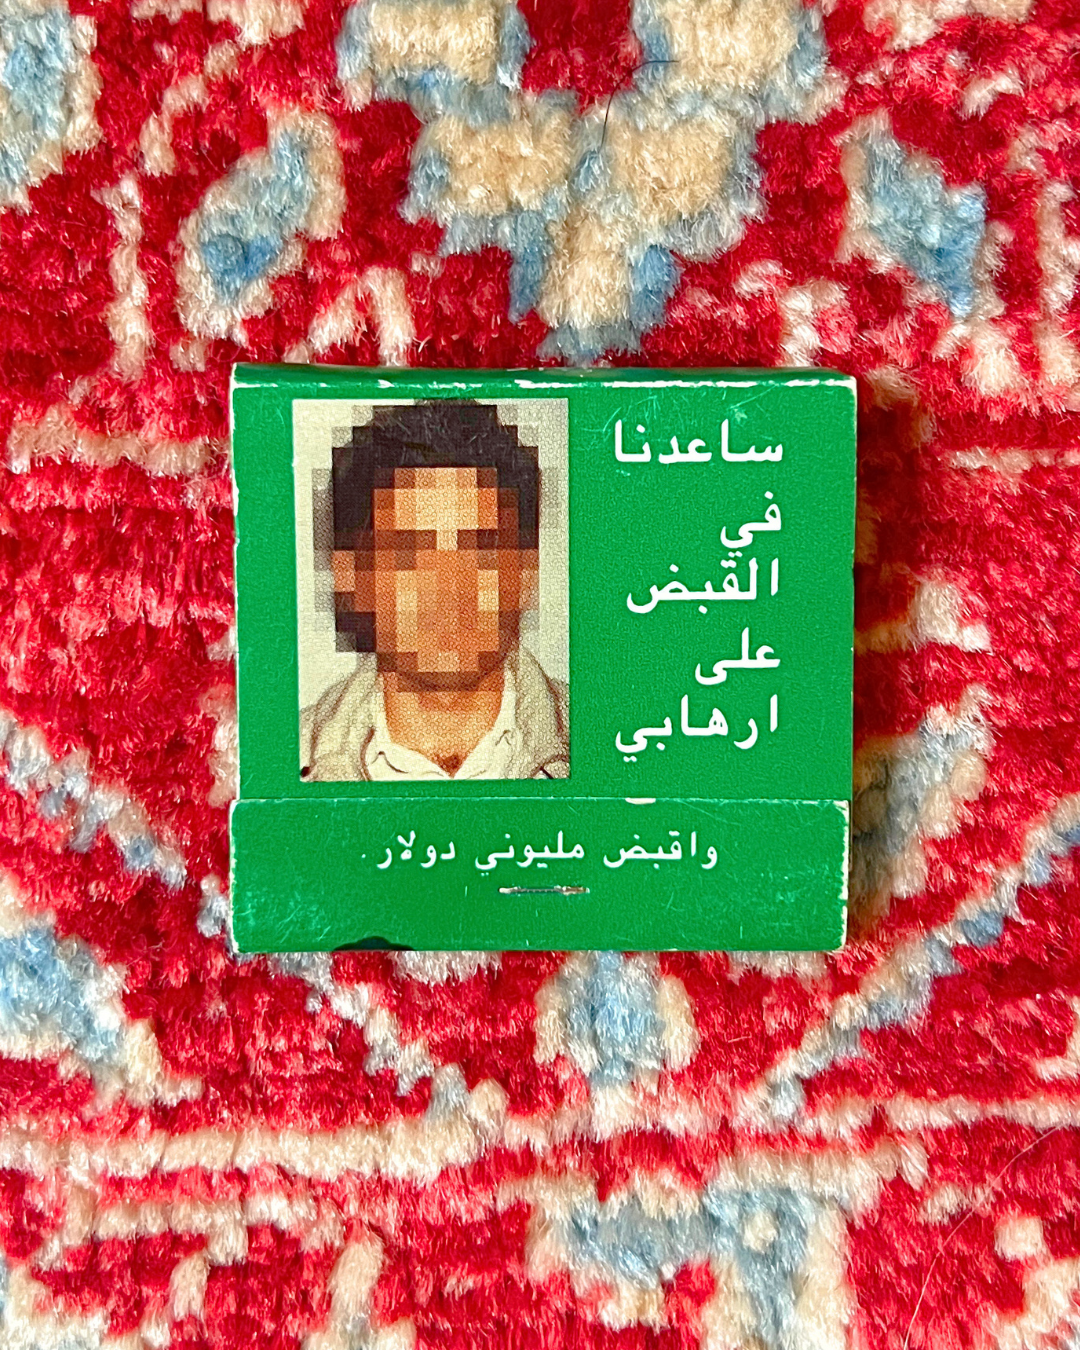 ساعدنا
في
القبض
على
ارهابي
واقبض مليوني دولار.